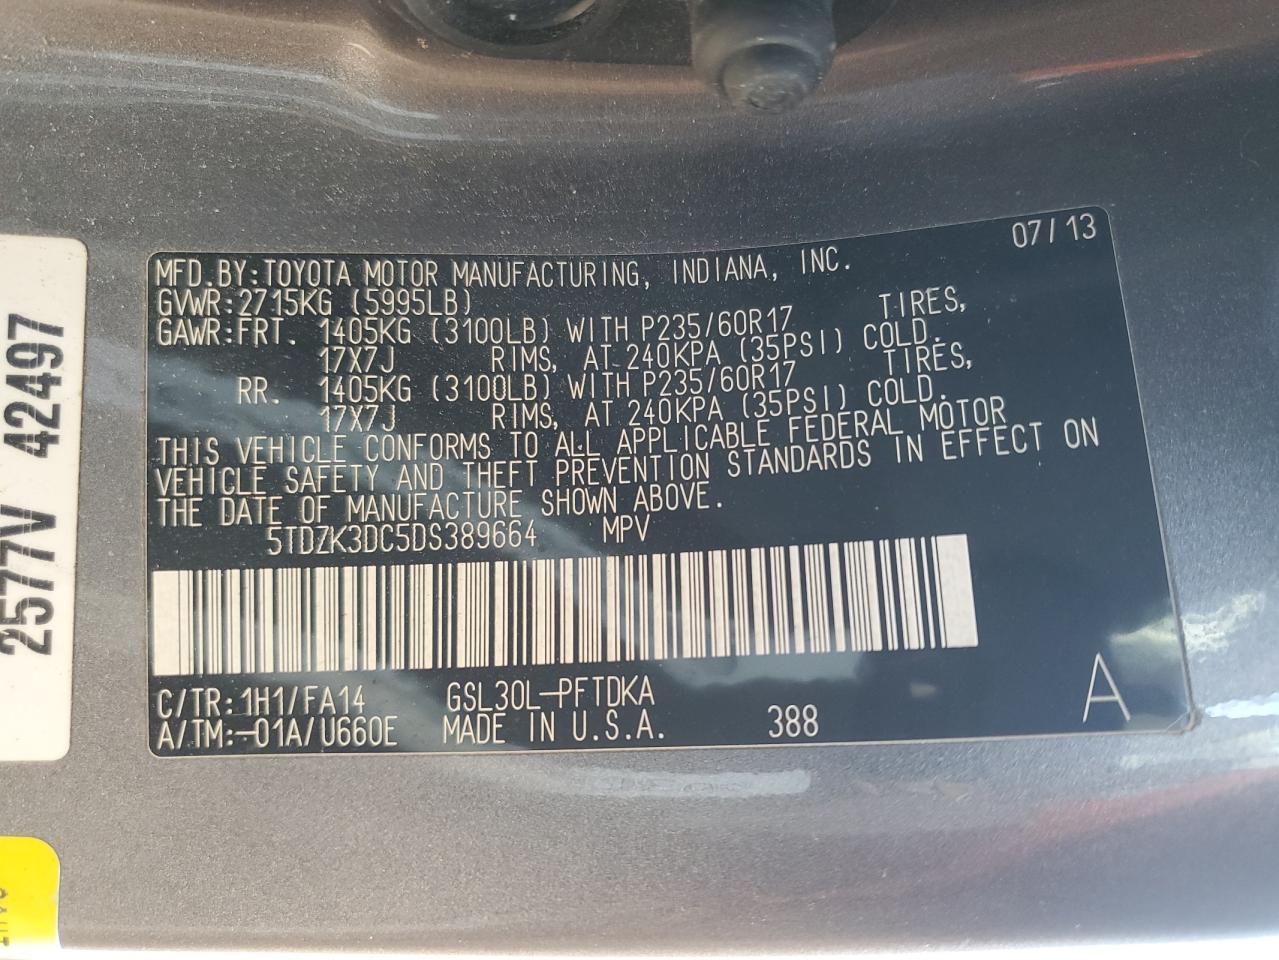 07/13
MFD.BY:TOYOTA MOTOR MANUFACTURING, INDIANA, INC.
GVWR:2715KG (5995LB)
GAWR:FRT. 1405KG (3100LB) WITH P235/60R17 TIRES,
17X7J RIMS, AT 240KPA (35PSI) COLD.
RR. 1405KG (3100LB) WITH P235/60R17 TIRES,
17X7J RIMS, AT 240KPA (35PSI) COLD.
THIS VEHICLE CONFORMS TO ALL APPLICABLE FEDERAL MOTOR
VEHICLE SAFETY AND THEFT PREVENTION STANDARDS IN EFFECT ON
THE DATE OF MANUFACTURE SHOWN ABOVE.
5TDZK3DC5DS389664 MPV
C/TR:1H1/FA14 GSL30L-PFTDKA
A/TM:-01A/U660E MADE IN U.S.A. 388
A
2577V 42497